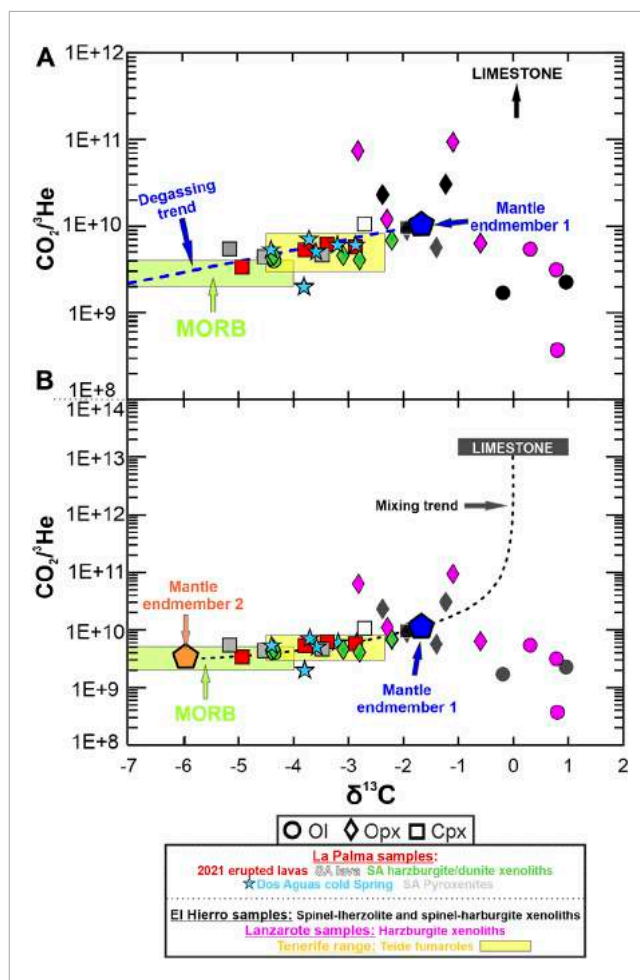 A
1E+12
LIMESTONE
1E+11
CO₂/³He
Degassing
trend
Mantle
endmember 1
1E+10
MORB
1E+9
1E+8
B
1E+14
LIMESTONE
1E+13
Mixing trend
1E+12
CO₂/³He
Mantle
endmember 2
1E+11
1E+10
MORB
Mantle
endmember 1
1E+9
1E+8
-7 -6 -5 -4 -3 -2 -1 0 1 2
δ¹³C
Ol Opx Cpx
La Palma samples:
2021 erupted lavas SA lava SA harzburgite/dunite xenoliths
Dos Aguas cold Spring SA Pyroxenites
El Hierro samples: Spinel-lherzolite and spinel-harburgite xenoliths
Lanzarote samples: Harzburgite xenoliths
Tenerife range: Teide fumaroles